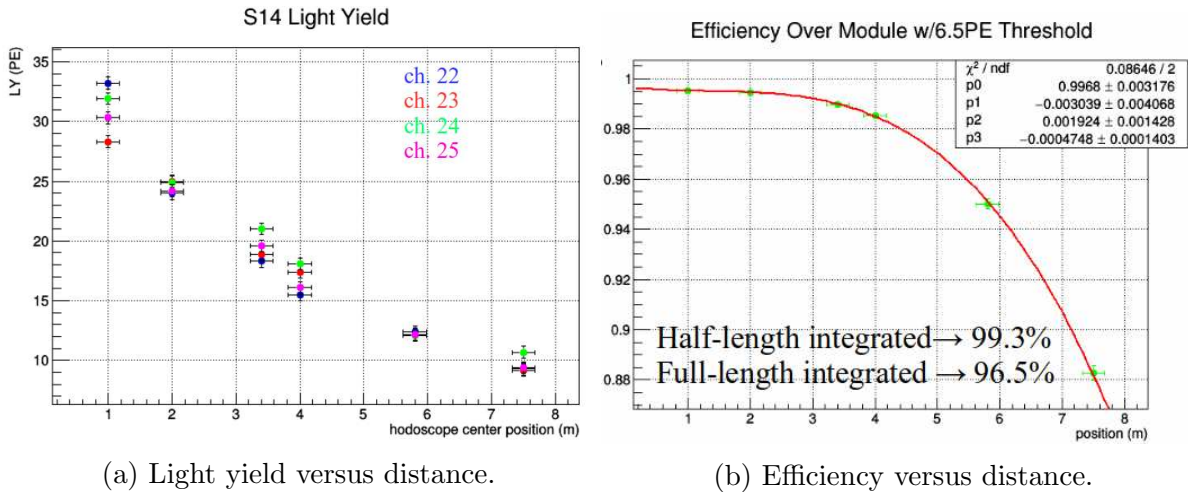 S14 Light Yield
LY (PE)
35
30
25
20
15
10
ch. 22
ch. 23
ch. 24
ch. 25
1 2 3 4 5 6 7 8
hodoscope center position (m)
(a) Light yield versus distance.
Efficiency Over Module w/6.5PE Threshold
χ² / ndf 0.08646 / 2
p0 0.9968 ± 0.003176
p1 −0.003039 ± 0.004068
p2 0.001924 ± 0.001428
p3 −0.0004748 ± 0.0001403
1
0.98
0.96
0.94
0.92
0.9
0.88
Half-length integrated→ 99.3%
Full-length integrated → 96.5%
1 2 3 4 5 6 7 8
position (m)
(b) Efficiency versus distance.